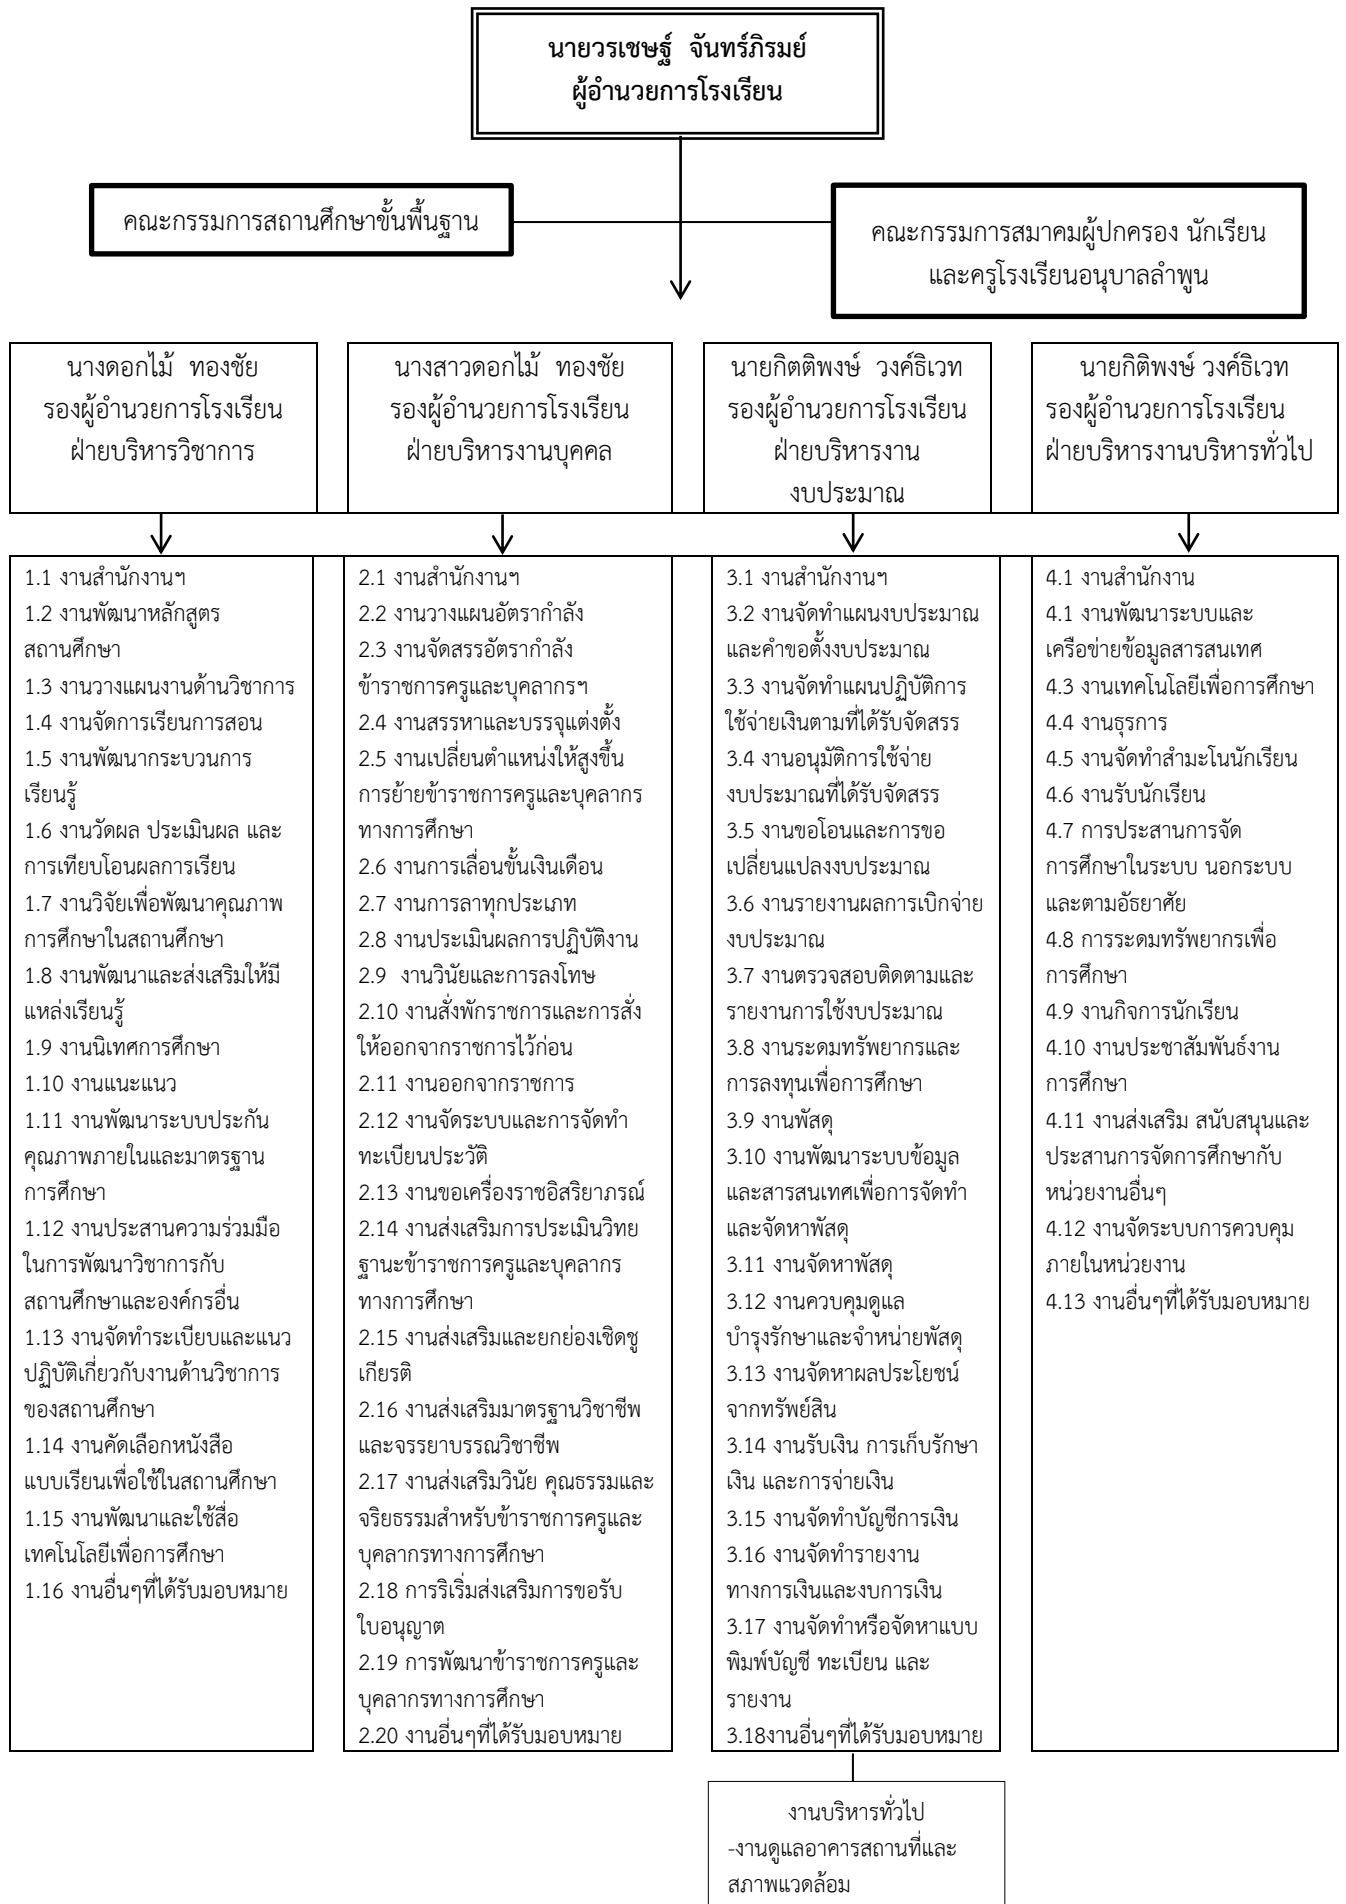 นายวรเชษฐ์ จันทร์ภิรมย์
ผู้อำนวยการโรงเรียน
คณะกรรมการสถานศึกษาขั้นพื้นฐาน
คณะกรรมการสมาคมผู้ปกครอง นักเรียน
และครูโรงเรียนอนุบาลลำพูน
นางดอกไม้ ทองชัย
รองผู้อำนวยการโรงเรียน
ฝ่ายบริหารวิชาการ
นางสาวดอกไม้ ทองชัย
รองผู้อำนวยการโรงเรียน
ฝ่ายบริหารงานบุคคล
นายกิตติพงษ์ วงค์ธิเวท
รองผู้อำนวยการโรงเรียน
ฝ่ายบริหารงาน
งบประมาณ
นายกิติพงษ์ วงค์ธิเวท
รองผู้อำนวยการโรงเรียน
ฝ่ายบริหารงานบริหารทั่วไป
1.1 งานสำนักงานฯ
1.2 งานพัฒนาหลักสูตร
สถานศึกษา
1.3 งานวางแผนงานด้านวิชาการ
1.4 งานจัดการเรียนการสอน
1.5 งานพัฒนากระบวนการ
เรียนรู้
1.6 งานวัดผล ประเมินผล และ
การเทียบโอนผลการเรียน
1.7 งานวิจัยเพื่อพัฒนาคุณภาพ
การศึกษาในสถานศึกษา
1.8 งานพัฒนาและส่งเสริมให้มี
แหล่งเรียนรู้
1.9 งานนิเทศการศึกษา
1.10 งานแนะแนว
1.11 งานพัฒนาระบบประกัน
คุณภาพภายในและมาตรฐาน
การศึกษา
1.12 งานประสานความร่วมมือ
ในการพัฒนาวิชาการกับ
สถานศึกษาและองค์กรอื่น
1.13 งานจัดทำระเบียบและแนว
ปฏิบัติเกี่ยวกับงานด้านวิชาการ
ของสถานศึกษา
1.14 งานคัดเลือกหนังสือ
แบบเรียนเพื่อใช้ในสถานศึกษา
1.15 งานพัฒนาและใช้สื่อ
เทคโนโลยีเพื่อการศึกษา
1.16 งานอื่นๆที่ได้รับมอบหมาย
2.1 งานสำนักงานฯ
2.2 งานวางแผนอัตรากำลัง
2.3 งานจัดสรรอัตรากำลัง
ข้าราชการครูและบุคลากรฯ
2.4 งานสรรหาและบรรจุแต่งตั้ง
2.5 งานเปลี่ยนตำแหน่งให้สูงขึ้น
การย้ายข้าราชการครูและบุคลากร
ทางการศึกษา
2.6 งานการเลื่อนขั้นเงินเดือน
2.7 งานการลาทุกประเภท
2.8 งานประเมินผลการปฏิบัติงาน
2.9 งานวินัยและการลงโทษ
2.10 งานสั่งพักราชการและการสั่ง
ให้ออกจากราชการไว้ก่อน
2.11 งานออกจากราชการ
2.12 งานจัดระบบและการจัดทำ
ทะเบียนประวัติ
2.13 งานขอเครื่องราชอิสริยาภรณ์
2.14 งานส่งเสริมการประเมินวิทย
ฐานะข้าราชการครูและบุคลากร
ทางการศึกษา
2.15 งานส่งเสริมและยกย่องเชิดชู
เกียรติ
2.16 งานส่งเสริมมาตรฐานวิชาชีพ
และจรรยาบรรณวิชาชีพ
2.17 งานส่งเสริมวินัย คุณธรรมและ
จริยธรรมสำหรับข้าราชการครูและ
บุคลากรทางการศึกษา
2.18 การริเริ่มส่งเสริมการขอรับ
ใบอนุญาต
2.19 การพัฒนาข้าราชการครูและ
บุคลากรทางการศึกษา
2.20 งานอื่นๆที่ได้รับมอบหมาย
3.1 งานสำนักงานฯ
3.2 งานจัดทำแผนงบประมาณ
และคำขอตั้งงบประมาณ
3.3 งานจัดทำแผนปฏิบัติการ
ใช้จ่ายเงินตามที่ได้รับจัดสรร
3.4 งานอนุมัติการใช้จ่าย
งบประมาณที่ได้รับจัดสรร
3.5 งานขอโอนและการขอ
เปลี่ยนแปลงงบประมาณ
3.6 งานรายงานผลการเบิกจ่าย
งบประมาณ
3.7 งานตรวจสอบติดตามและ
รายงานการใช้งบประมาณ
3.8 งานระดมทรัพยากรและ
การลงทุนเพื่อการศึกษา
3.9 งานพัสดุ
3.10 งานพัฒนาระบบข้อมูล
และสารสนเทศเพื่อการจัดทำ
และจัดหาพัสดุ
3.11 งานจัดหาพัสดุ
3.12 งานควบคุมดูแล
บำรุงรักษาและจำหน่ายพัสดุ
3.13 งานจัดหาผลประโยชน์
จากทรัพย์สิน
3.14 งานรับเงิน การเก็บรักษา
เงิน และการจ่ายเงิน
3.15 งานจัดทำบัญชีการเงิน
3.16 งานจัดทำรายงาน
ทางการเงินและงบการเงิน
3.17 งานจัดทำหรือจัดหาแบบ
พิมพ์บัญชี ทะเบียน และ
รายงาน
3.18งานอื่นๆที่ได้รับมอบหมาย
4.1 งานสำนักงาน
4.1 งานพัฒนาระบบและ
เครือข่ายข้อมูลสารสนเทศ
4.3 งานเทคโนโลยีเพื่อการศึกษา
4.4 งานธุรการ
4.5 งานจัดทำสำมะโนนักเรียน
4.6 งานรับนักเรียน
4.7 การประสานการจัด
การศึกษาในระบบ นอกระบบ
และตามอัธยาศัย
4.8 การระดมทรัพยากรเพื่อ
การศึกษา
4.9 งานกิจการนักเรียน
4.10 งานประชาสัมพันธ์งาน
การศึกษา
4.11 งานส่งเสริม สนับสนุนและ
ประสานการจัดการศึกษากับ
หน่วยงานอื่นๆ
4.12 งานจัดระบบการควบคุม
ภายในหน่วยงาน
4.13 งานอื่นๆที่ได้รับมอบหมาย
งานบริหารทั่วไป
-งานดูแลอาคารสถานที่และ
สภาพแวดล้อม